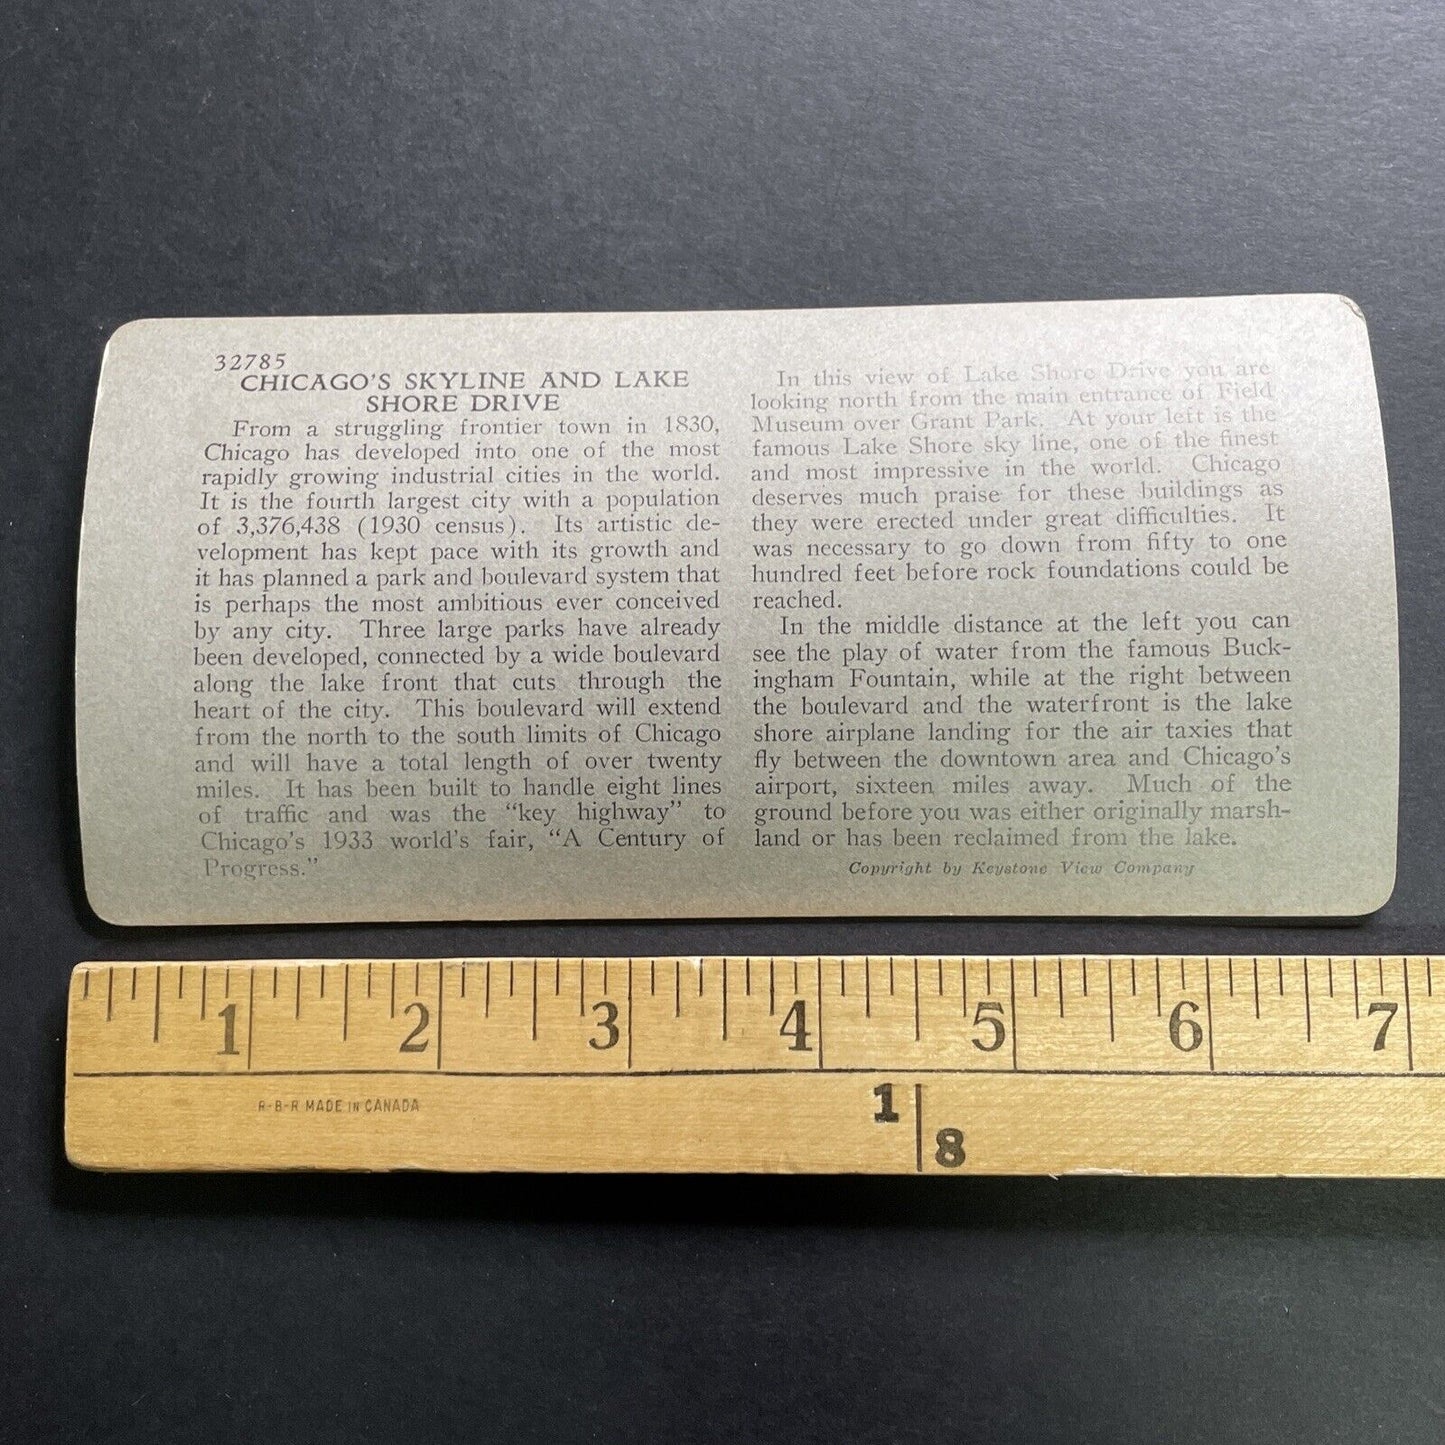 32785
CHICAGO'S SKYLINE AND LAKE
SHORE DRIVE
From a struggling frontier town in 1830,
Chicago has developed into one of the most
rapidly growing industrial cities in the world.
It is the fourth largest city with a population
of 3,376,438 (1930 census). Its artistic de-
velopment has kept pace with its growth and
it has planned a park and boulevard system that
is perhaps the most ambitious ever conceived
by any city. Three large parks have already
been developed, connected by a wide boulevard
along the lake front that cuts through the
heart of the city. This boulevard will extend
from the north to the south limits of Chicago
and will have a total length of over twenty
miles. It has been built to handle eight lines
of traffic and was the "key highway" to
Chicago's 1933 world's fair, "A Century of
Progress."
In this view of Lake Shore Drive you are
looking north from the main entrance of Field
Museum over Grant Park. At your left is the
famous Lake Shore sky line, one of the finest
and most impressive in the world. Chicago
deserves much praise for these buildings as
they were erected under great difficulties. It
was necessary to go down from fifty to one
hundred feet before rock foundations could be
reached.
In the middle distance at the left you can
see the play of water from the famous Buck-
ingham Fountain, while at the right between
the boulevard and the waterfront is the lake
shore airplane landing for the air taxies that
fly between the downtown area and Chicago's
airport, sixteen miles away. Much of the
ground before you was either originally marsh-
land or has been reclaimed from the lake.
Copyright by Keystone View Company
1 2 3 4 5 6 7
R-B-R MADE IN CANADA
1
8